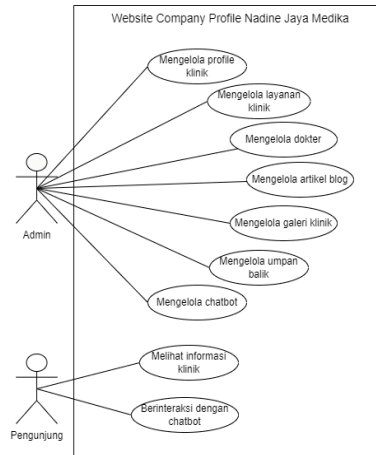 Website Company Profile Nadine Jaya Medika
Mengelola profile
klinik
Mengelola layanan
klinik
Mengelola dokter
Mengelola artikel blog
Mengelola galeri klinik
Mengelola umpan
balik
Mengelola chatbot
Admin
Melihat informasi
klinik
Berinteraksi dengan
chatbot
Pengunjung